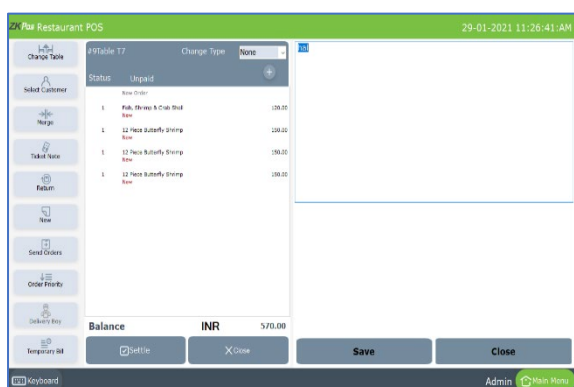 ZKPos Restaurant POS
29-01-2021 11:26:41:AM
Change Table
Select Customer
Merge
Ticket Note
Return
New
Send Orders
Order Priority
Delivery Boy
Temporary Bill
#9Table T7
Change Type
None
Status
Unpaid
New Order
1 Fish, Shrimp & Crab Shell 120.00
New
1 12 Piece Butterfly Shrimp 150.00
New
1 12 Piece Butterfly Shrimp 150.00
New
1 12 Piece Butterfly Shrimp 150.00
New
Balance INR 570.00
Settle
Close
Save
Close
Keyboard
Admin
Main Menu